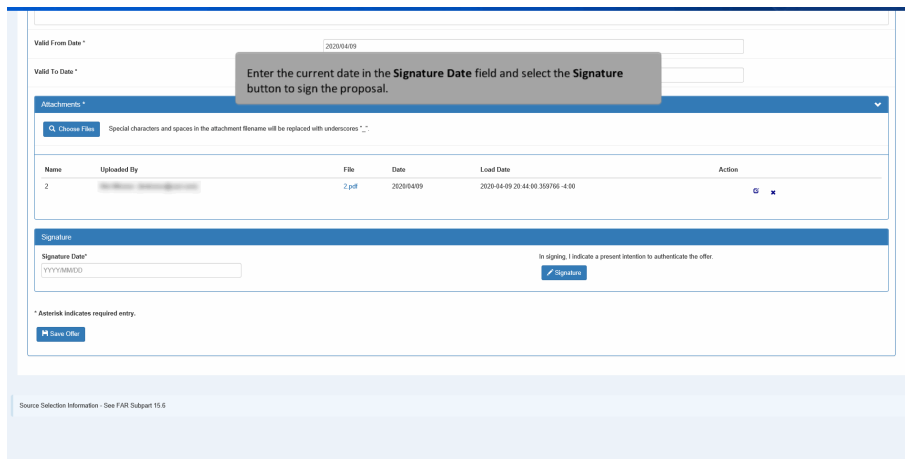 Valid From Date *
2020/04/09
Valid To Date *
Enter the current date in the Signature Date field and select the Signature
button to sign the proposal.
Attachments *
Choose Files Special characters and spaces in the attachment filename will be replaced with underscores "_".
Name Uploaded By File Date Load Date Action
2 2.pdf 2020/04/09 2020-04-09 20:44:00.359766 -4:00
Signature
Signature Date* In signing, I indicate a present intention to authenticate the offer.
YYYY/MM/DD Signature
* Asterisk indicates required entry.
Save Offer
Source Selection Information - See FAR Subpart 15.6